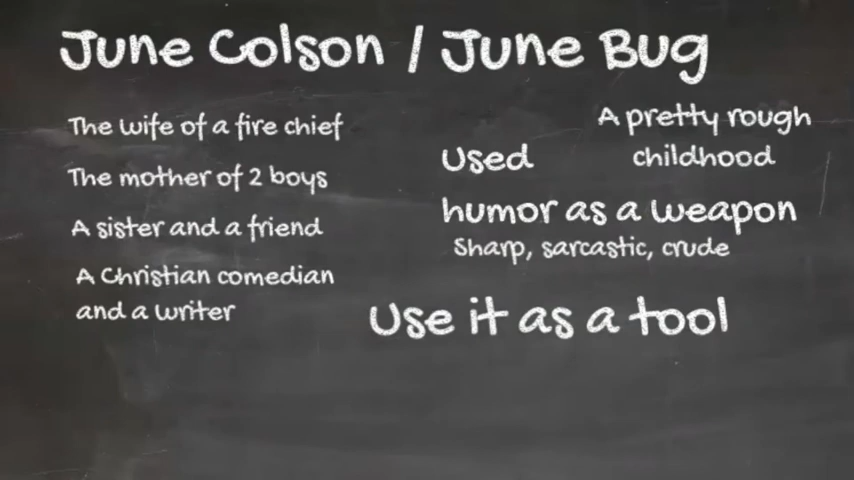 June Colson / June Bug
The wife of a fire chief
The mother of 2 boys
A sister and a friend
A Christian comedian
and a writer
A pretty rough
childhood
Used
humor as a weapon
Sharp, sarcastic, crude
Use it as a tool